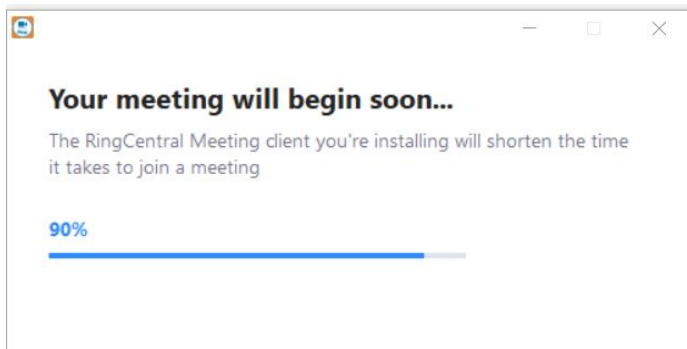 Your meeting will begin soon...
The RingCentral Meeting client you're installing will shorten the time
it takes to join a meeting
90%